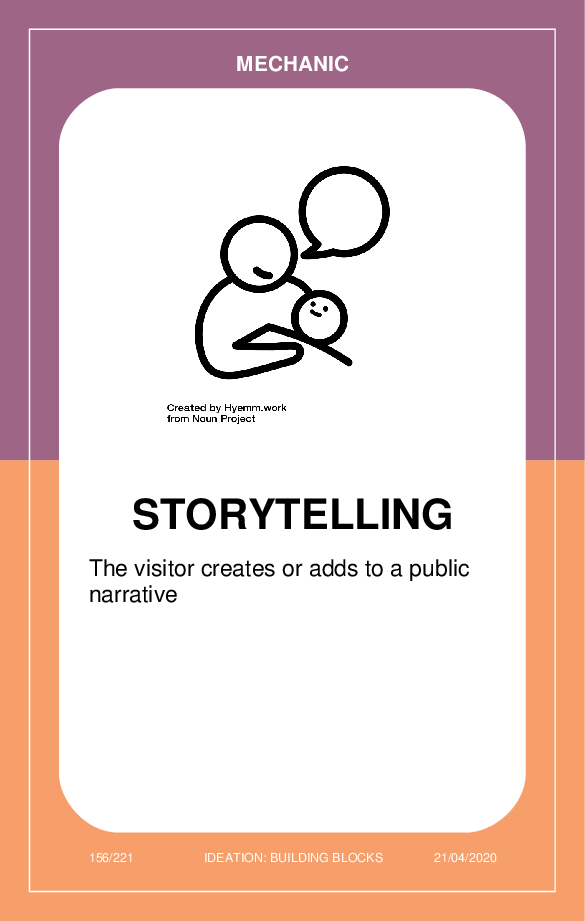 MECHANIC
Created by Hyemm.work
from Noun Project
STORYTELLING
The visitor creates or adds to a public
narrative
156/221 IDEATION: BUILDING BLOCKS 21/04/2020